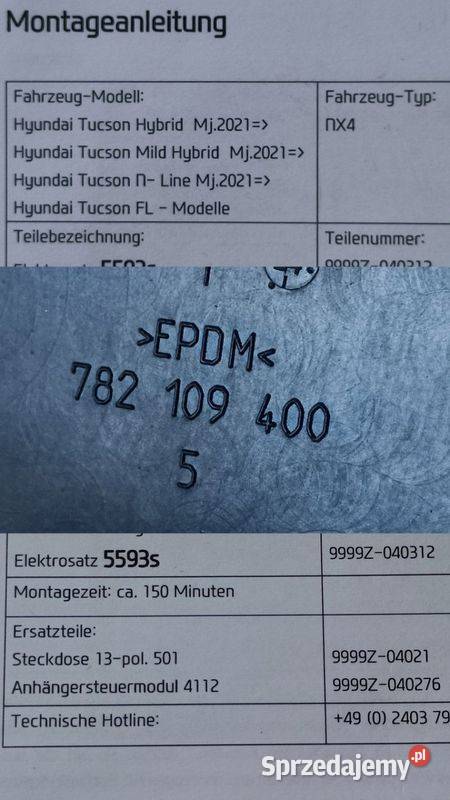 Montageanleitung
Fahrzeug-Modell: Fahrzeug-Typ:
Hyundai Tucson Hybrid Mj.2021=> NX4
Hyundai Tucson Mild Hybrid Mj.2021=>
Hyundai Tucson N- Line Mj.2021=>
Hyundai Tucson FL - Modelle
Teilebezeichnung: Teilenummer:
5593s 9999Z-040312
>EPDM<
782 109 400
5
Elektrosatz 5593s 9999Z-040312
Montagezeit: ca. 150 Minuten
Ersatzteile:
Steckdose 13-pol. 501 9999Z-04021
Anhängersteuermodul 4112 9999Z-040276
Technische Hotline: +49 (0) 2403 79
Sprzedajemy.pl